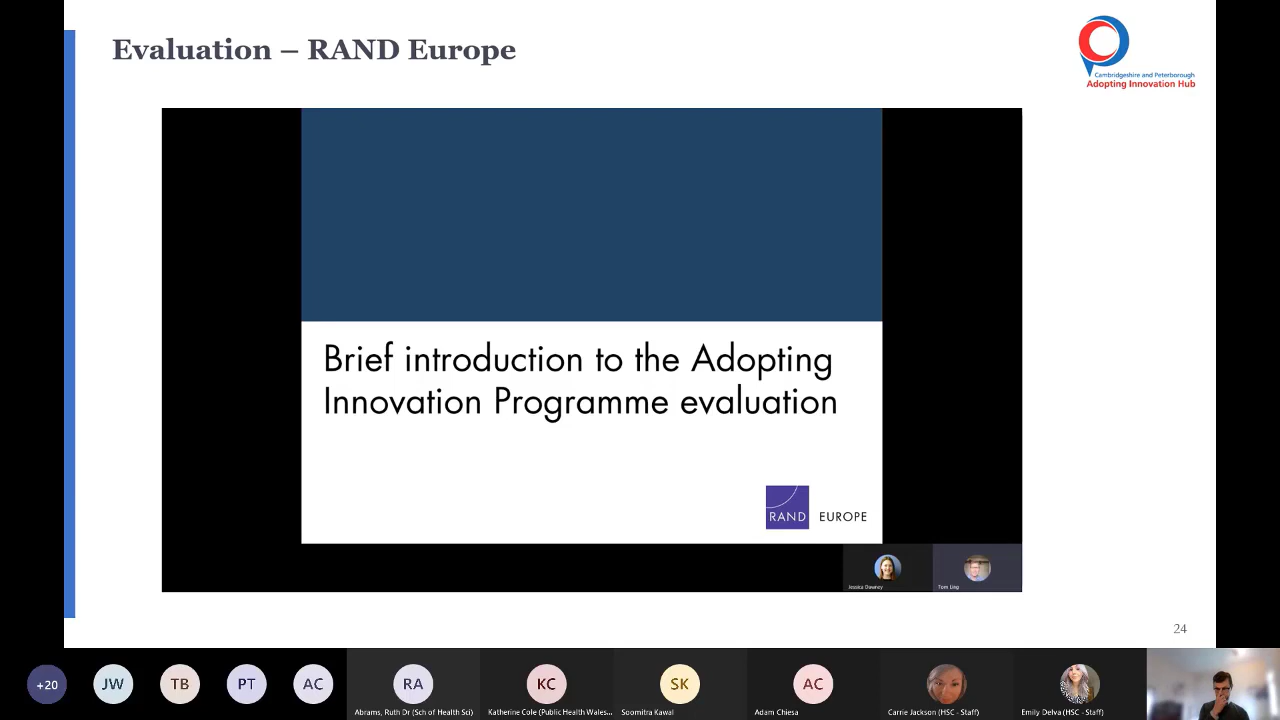 Evaluation – RAND Europe
Cambridgeshire and Peterborough
Adopting Innovation Hub
Brief introduction to the Adopting
Innovation Programme evaluation
RAND EUROPE
Jessica Dawney
Tom Ling
24
+20
JW
TB
PT
AC
RA
KC
SK
AC
Abrams, Ruth Dr (Sch of Health Sci)
Katherine Cole (Public Health Wales...
Soomitra Kawal
Adam Chiesa
Carrie Jackson (HSC - Staff)
Emily Delva (HSC - Staff)